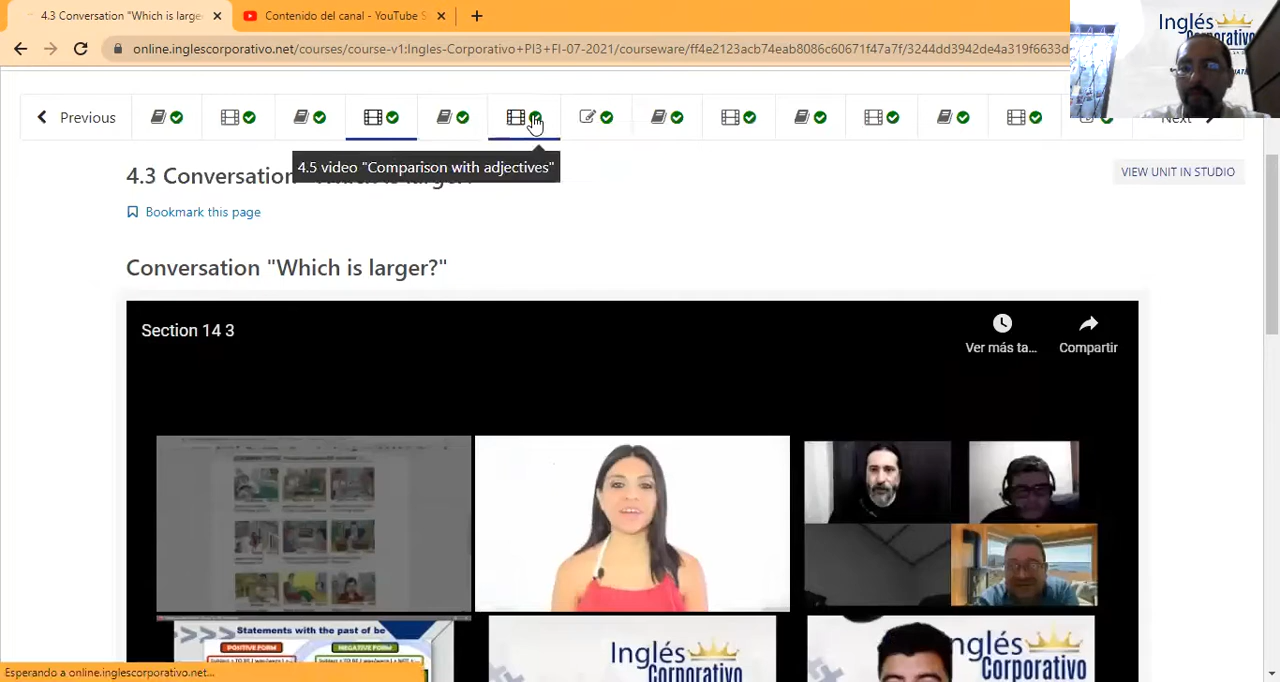 4.3 Conversation "Which is large
Contenido del canal - YouTube S
online.inglescorporativo.net/courses/course-v1:Ingles-Corporativo+PI3+FI-07-2021/courseware/ff4e2123acb74eab8086c60671f47a7f/3244dd3942de4a319f6633d
Inglés
Corporativo
Previous
Next
4.5 video "Comparison with adjectives"
4.3 Conversation "Which is larger?"
VIEW UNIT IN STUDIO
Bookmark this page
Conversation "Which is larger?"
Section 14 3
Ver más ta...
Compartir
>>>> Statements with the past of be
POSITIVE FORM
NEGATIVE FORM
Inglés
Corporativo
Inglés
Corporativo
Esperando a online.inglescorporativo.net...